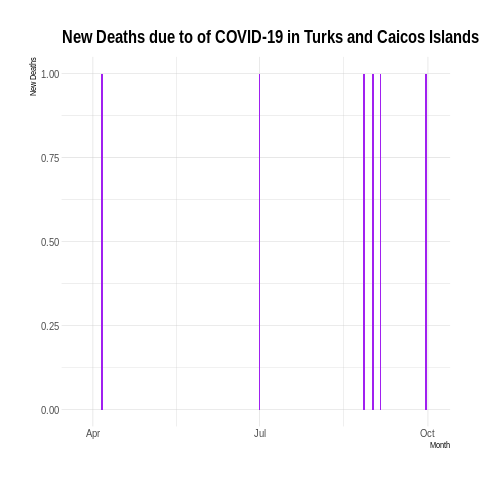 New Deaths due to of COVID-19 in Turks and Caicos Islands
New Deaths
1.00
0.75
0.50
0.25
0.00
Apr
Jul
Oct
Month